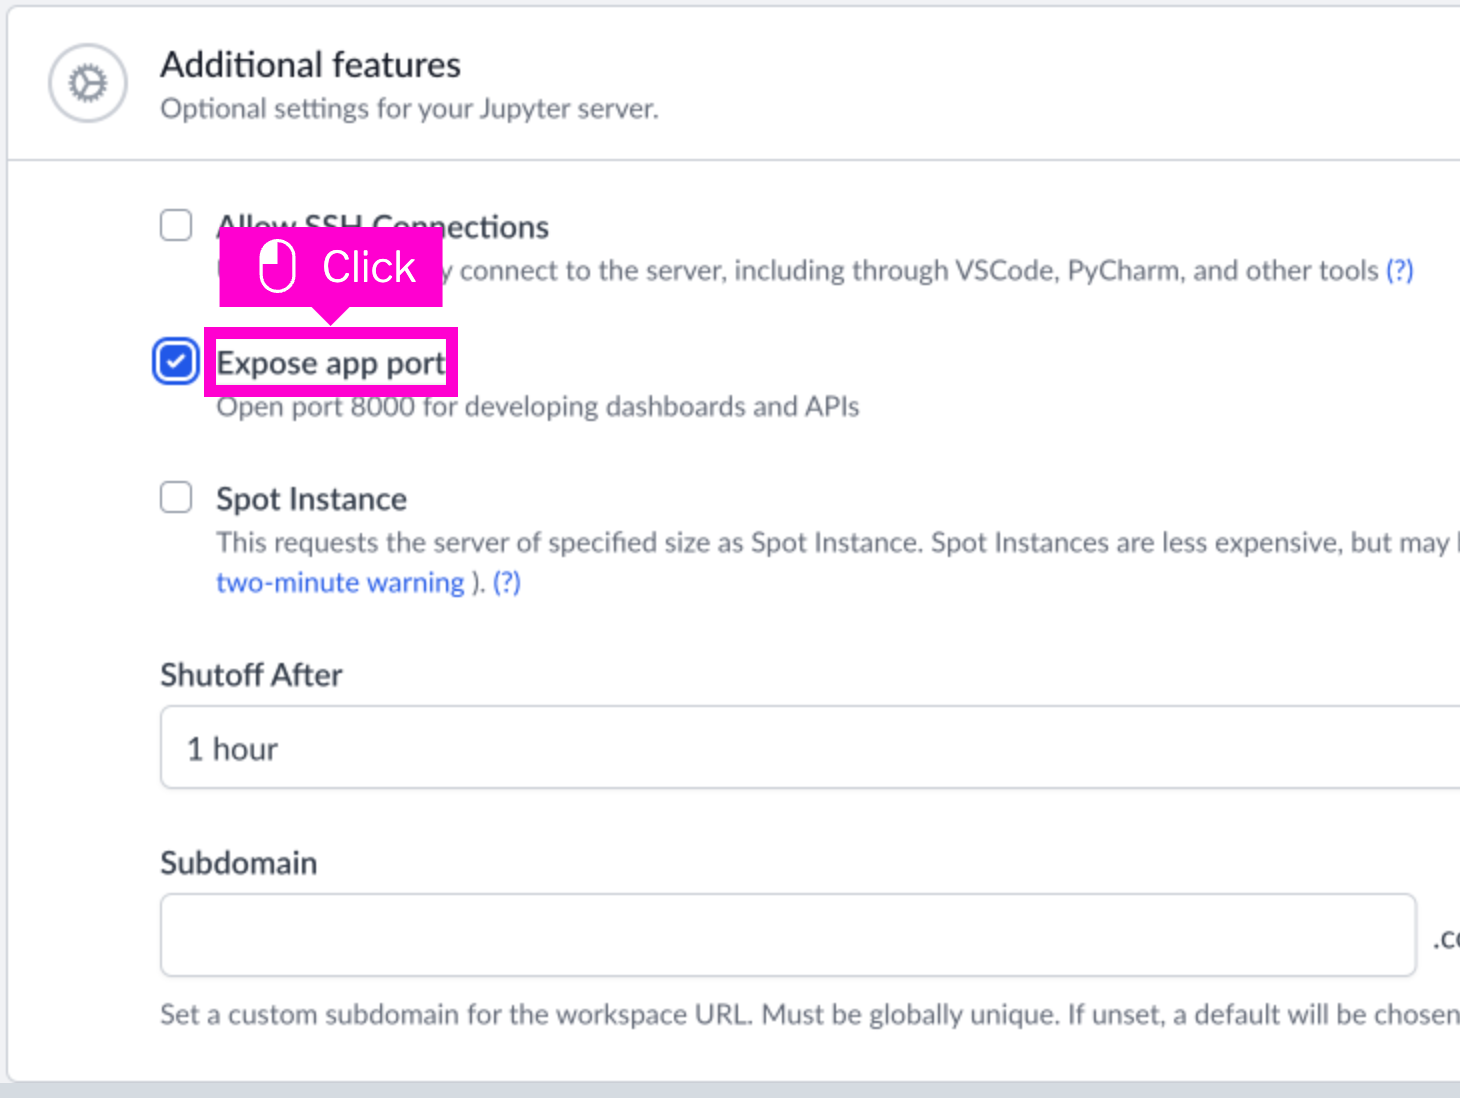 Additional features
Optional settings for your Jupyter server.
Allow SSH Connections
Click
connect to the server, including through VSCode, PyCharm, and other tools (?)
Expose app port
Open port 8000 for developing dashboards and APIs
Spot Instance
This requests the server of specified size as Spot Instance. Spot Instances are less expensive, but may
two-minute warning ). (?)
Shutoff After
1 hour
Subdomain
Set a custom subdomain for the workspace URL. Must be globally unique. If unset, a default will be chosen